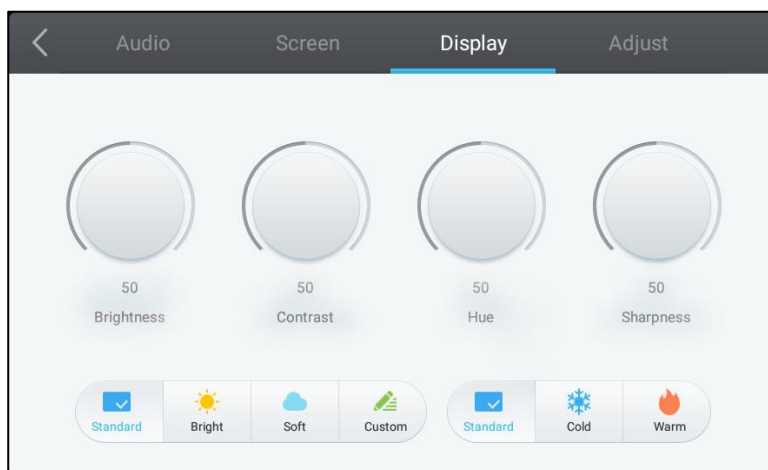 Audio Screen Display Adjust
50 50 50 50
Brightness Contrast Hue Sharpness
Standard Bright Soft Custom Standard Cold Warm